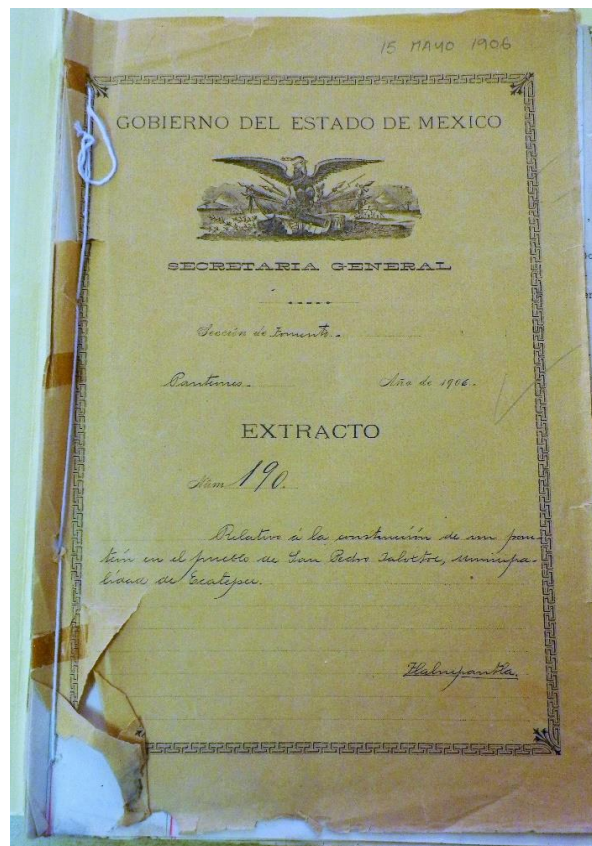 15 MAYO 1906
GOBIERNO DEL ESTADO DE MEXICO
SECRETARIA GENERAL
Sección de Fomento.
Panteones. Año de 1906.
EXTRACTO
Núm 190.
Relativo á la construcción de un pan-
teón en el pueblo de San Pedro Jalostoc, Municipa-
lidad de Ecatepec.
Tlalnepantla.